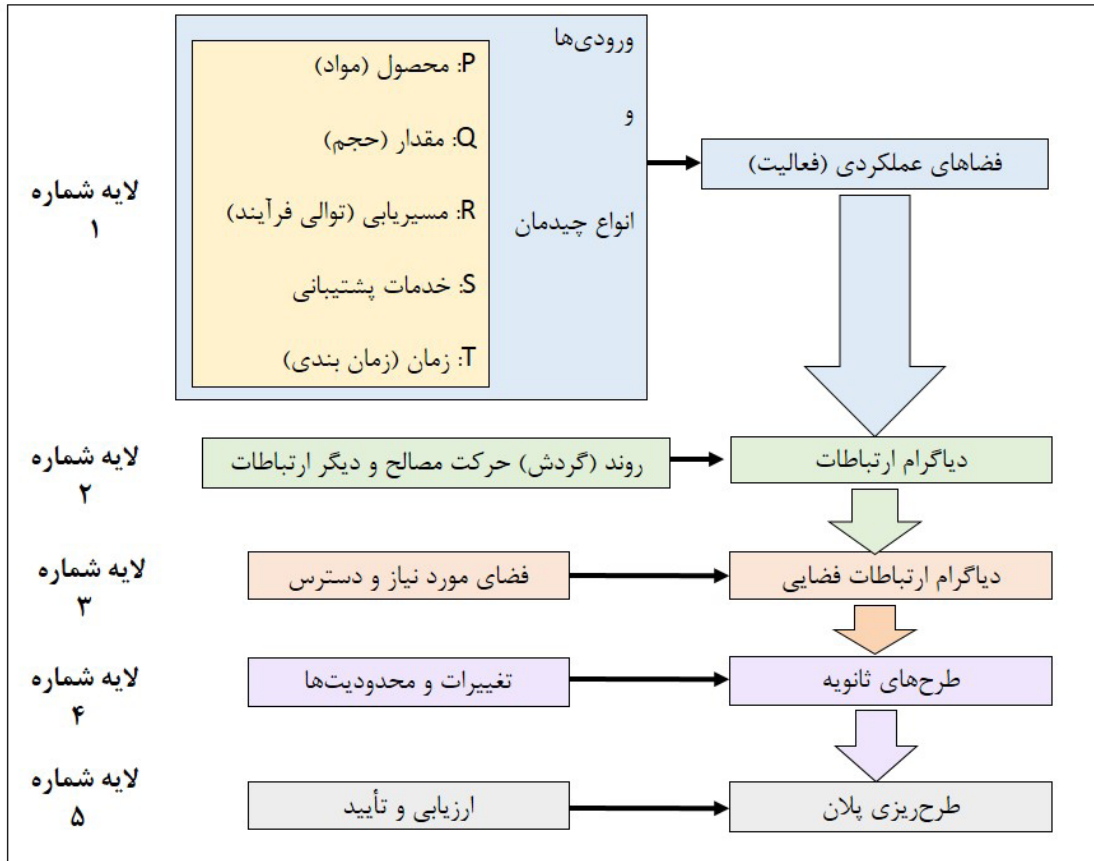 لایه شماره
۱
ورودی‌ها
و
انواع چیدمان
P: محصول (مواد)
Q: مقدار (حجم)
R: مسیریابی (توالی فرآیند)
S: خدمات پشتیبانی
T: زمان (زمان بندی)
فضاهای عملکردی (فعالیت)
لایه شماره
۲
روند (گردش) حرکت مصالح و دیگر ارتباطات
دیاگرام ارتباطات
لایه شماره
۳
فضای مورد نیاز و دسترس
دیاگرام ارتباطات فضایی
لایه شماره
۴
تغییرات و محدودیت‌ها
طرح‌های ثانویه
لایه شماره
۵
ارزیابی و تأیید
طرح‌ریزی پلان